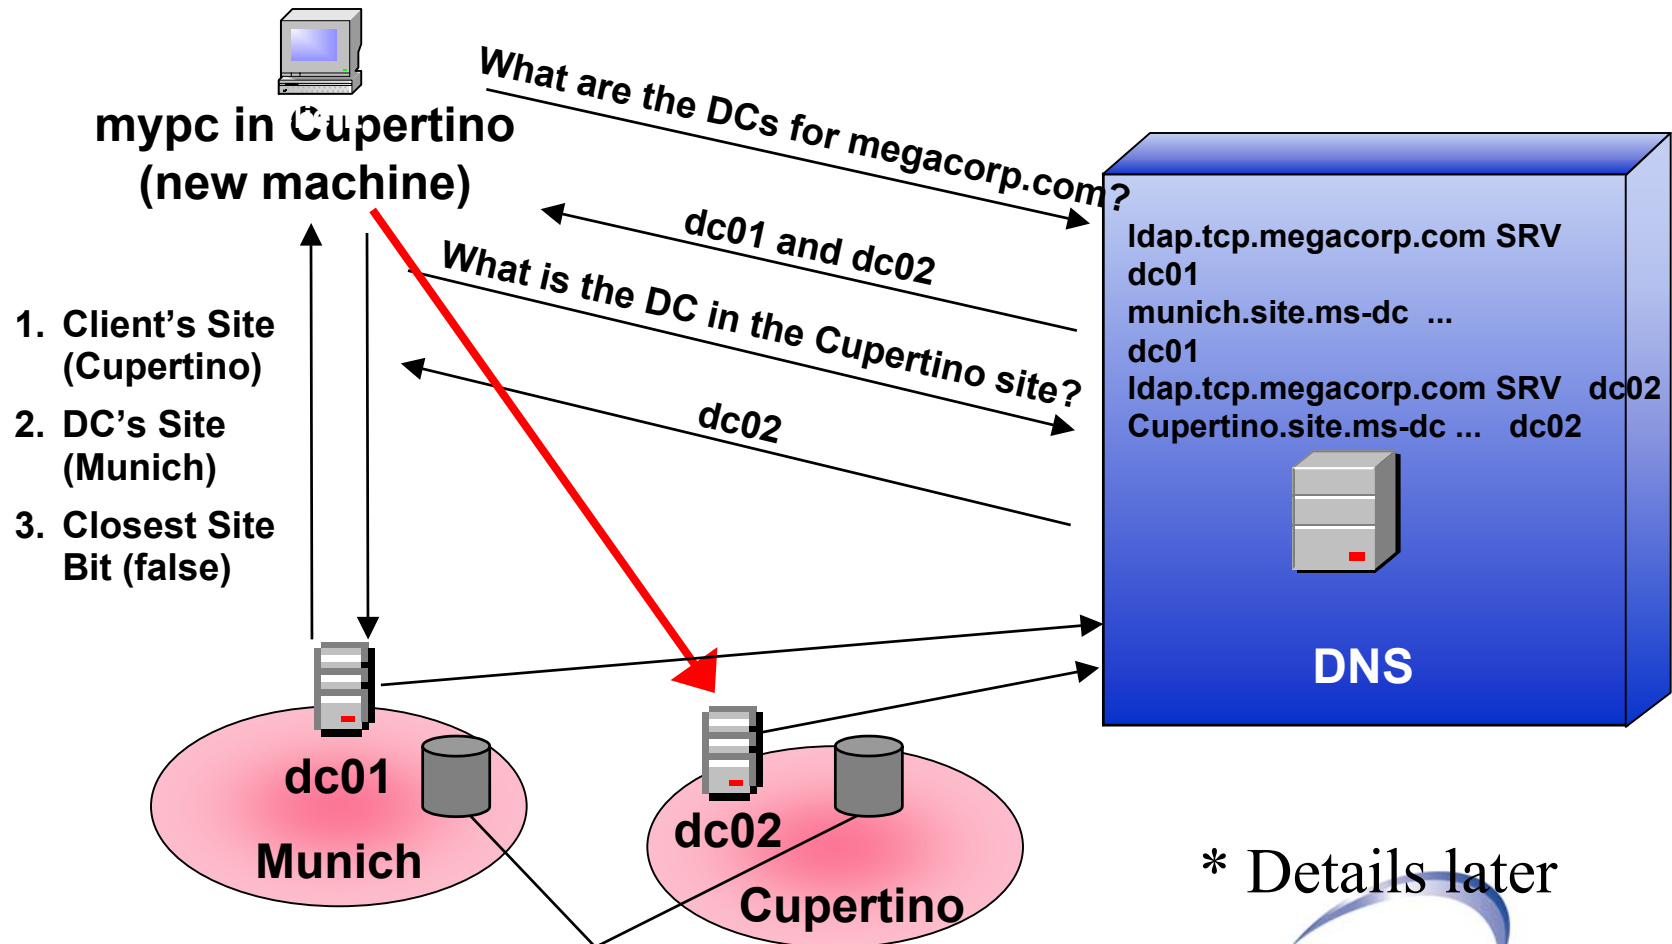 What are the DCs for megacorp.com?
mypc in Cupertino
(new machine)
dc01 and dc02
What is the DC in the Cupertino site?
dc02
1. Client's Site
(Cupertino)
2. DC's Site
(Munich)
3. Closest Site
Bit (false)
ldap.tcp.megacorp.com SRV
dc01
munich.site.ms-dc ...
dc01
ldap.tcp.megacorp.com SRV dc02
Cupertino.site.ms-dc ... dc02
DNS
dc01
Munich
dc02
Cupertino
* Details later